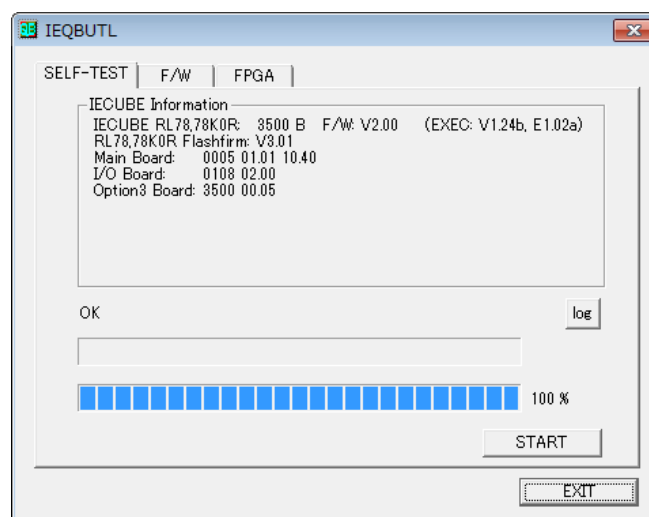 IEQBUTL
SELF-TEST F/W FPGA
IECUBE Information
IECUBE RL78,78K0R: 3500 B F/W: V2.00 (EXEC: V1.24b, E1.02a)
RL78,78K0R Flashfirm: V3.01
Main Board: 0005 01.01 10.40
I/O Board: 0108 02.00
Option3 Board: 3500 00.05
OK
log
100 %
START
EXIT